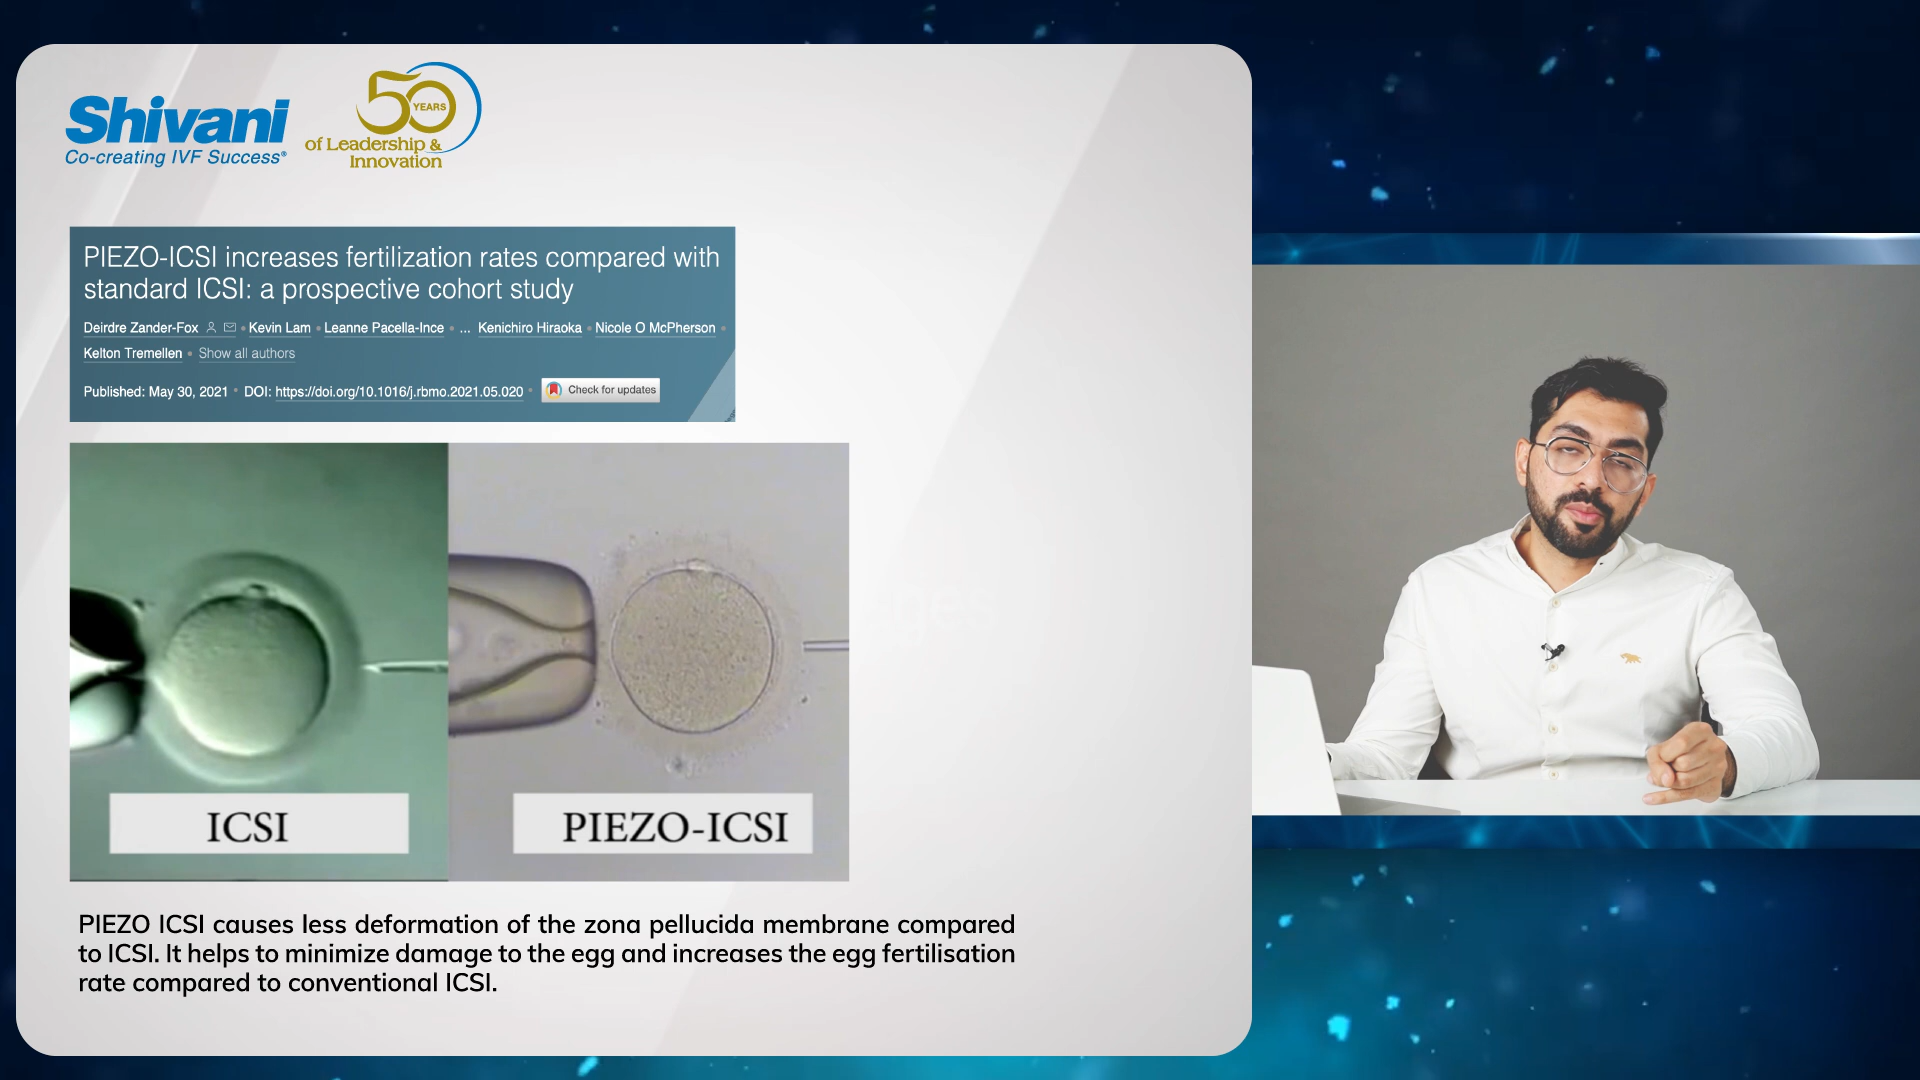 Shivani
Co-creating IVF Success®
50
YEARS
of Leadership &
Innovation
PIEZO-ICSI increases fertilization rates compared with
standard ICSI: a prospective cohort study
Deirdre Zander-Fox • Kevin Lam • Leanne Pacella-Ince • ... Kenichiro Hiraoka • Nicole O McPherson •
Kelton Tremellen • Show all authors
Published: May 30, 2021 • DOI: https://doi.org/10.1016/j.rbmo.2021.05.020 • Check for updates
ICSI
PIEZO-ICSI
PIEZO ICSI causes less deformation of the zona pellucida membrane compared
to ICSI. It helps to minimize damage to the egg and increases the egg fertilisation
rate compared to conventional ICSI.